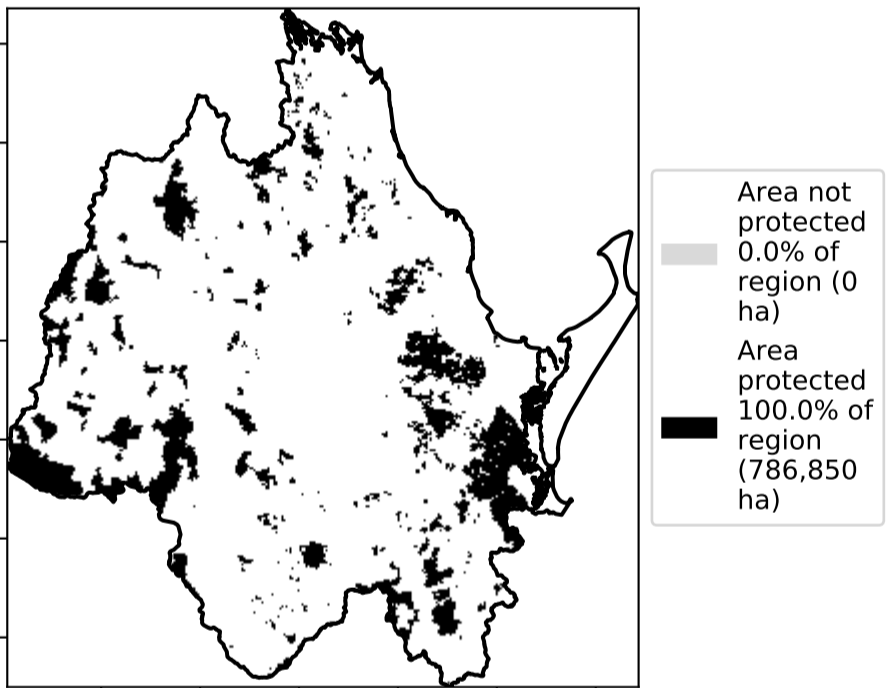 Area not
protected
0.0% of
region (0
ha)
Area
protected
100.0% of
region
(786,850
ha)